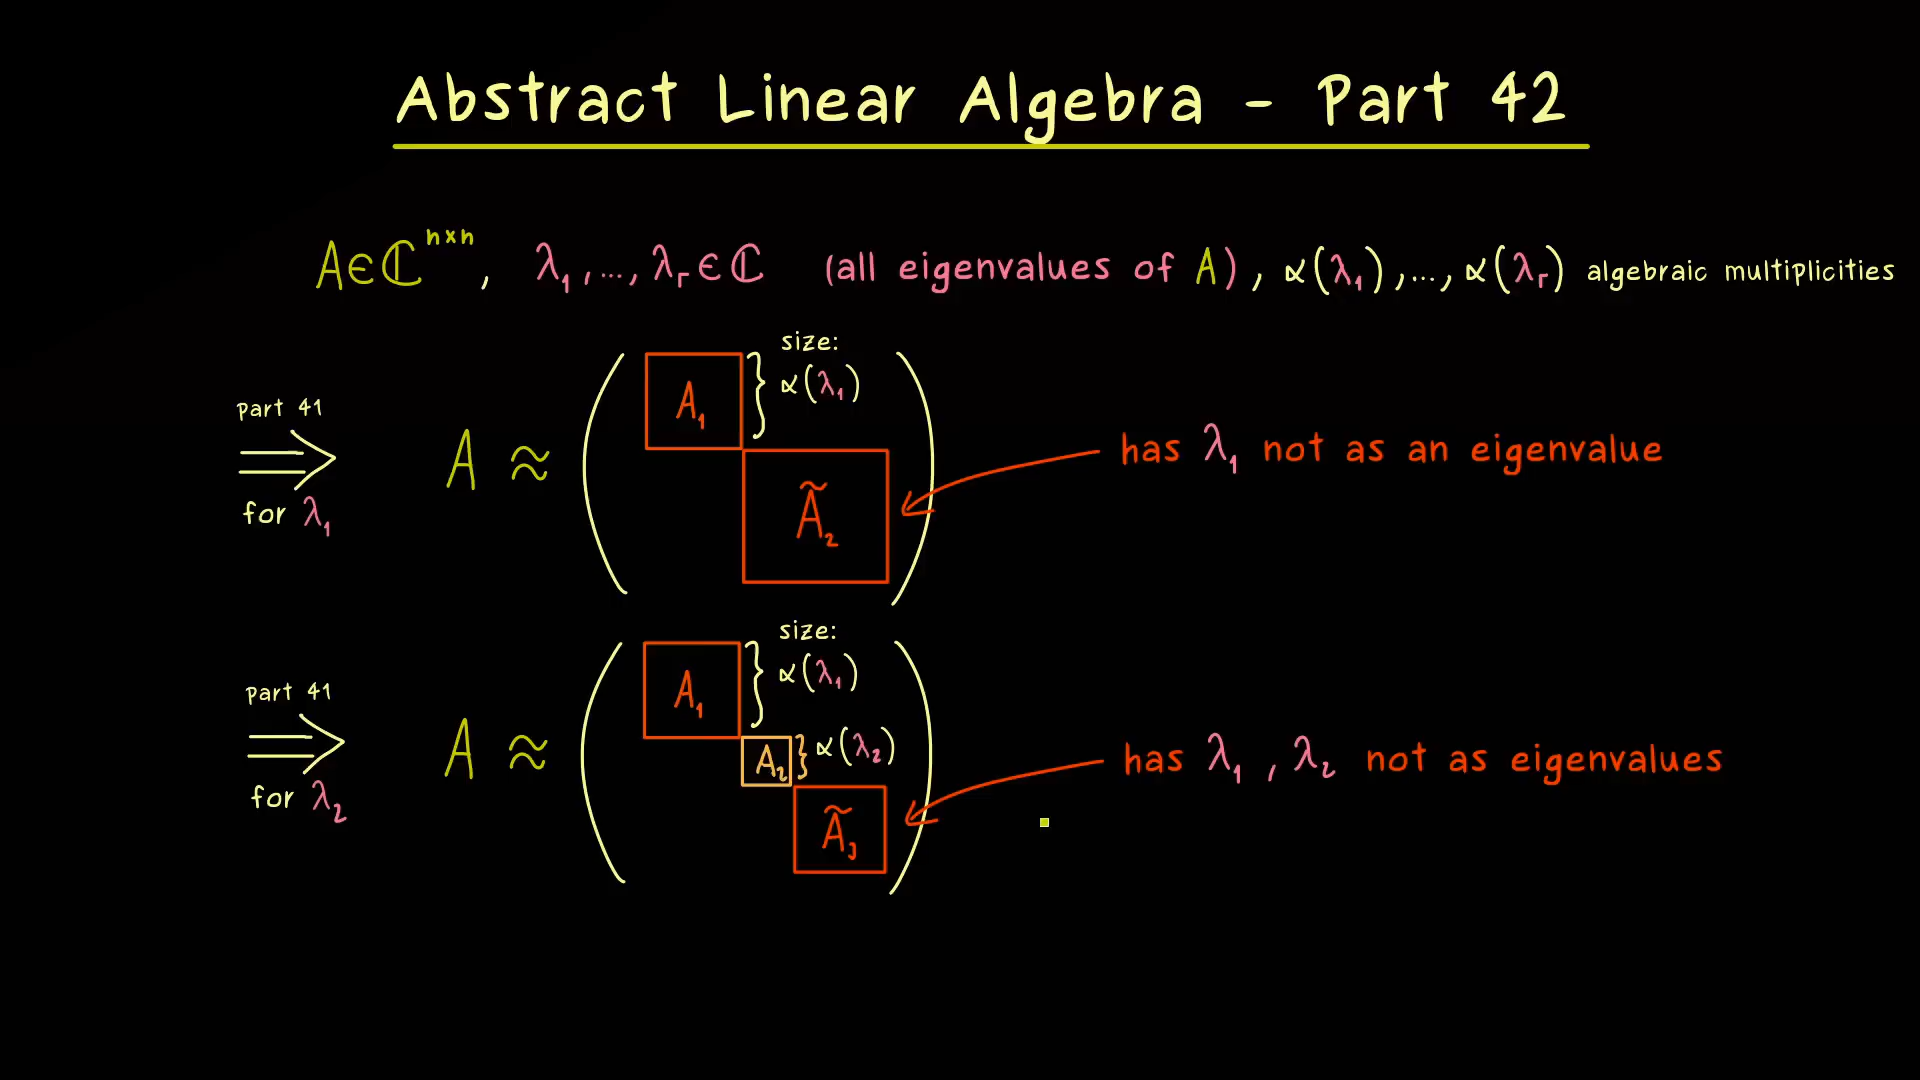 Abstract Linear Algebra - Part 42
A∈ℂⁿˣⁿ, λ₁,...,λᵣ∈ℂ (all eigenvalues of A), α(λ₁),...,α(λᵣ) algebraic multiplicities
size:
A₁ } α(λ₁)
part 41
⇒ A ≈
for λ₁
Ã₂
has λ₁ not as an eigenvalue
size:
A₁ } α(λ₁)
part 41
⇒ A ≈
for λ₂
A₂ } α(λ₂)
Ã₃
has λ₁, λ₂ not as eigenvalues